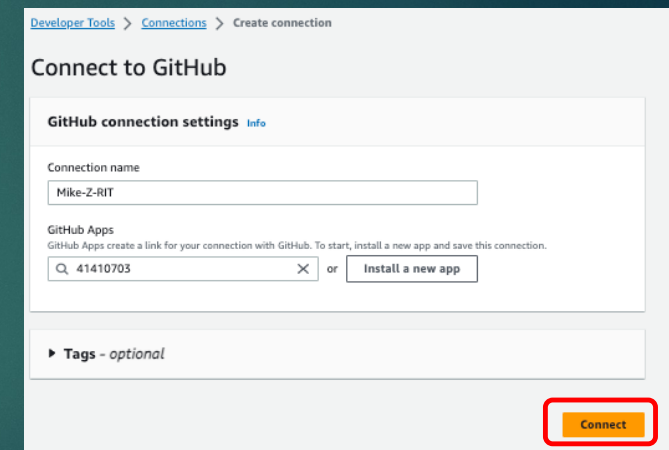 Developer Tools > Connections > Create connection
Connect to GitHub
GitHub connection settings Info
Connection name
Mike-Z-RIT
GitHub Apps
GitHub Apps create a link for your connection with GitHub. To start, install a new app and save this connection.
41410703 or Install a new app
Tags - optional
Connect